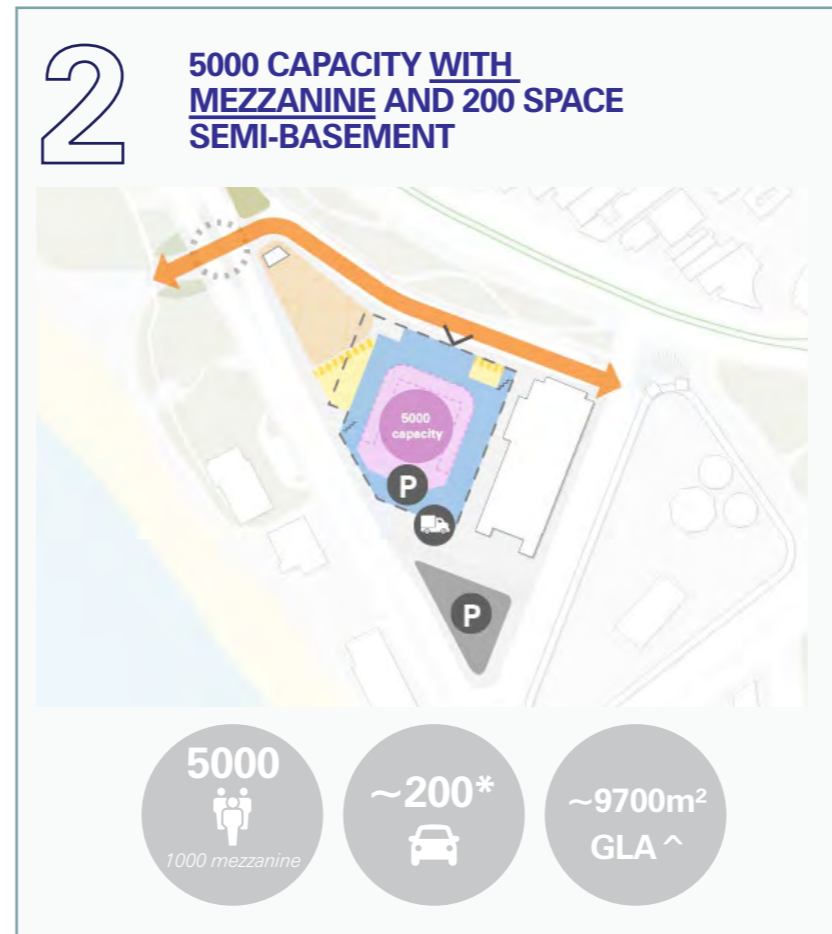 2
5000 CAPACITY WITH
MEZZANINE AND 200 SPACE
SEMI-BASEMENT
5000
capacity
P
P
5000
1000 mezzanine
~200*
~9700m²
GLA ^